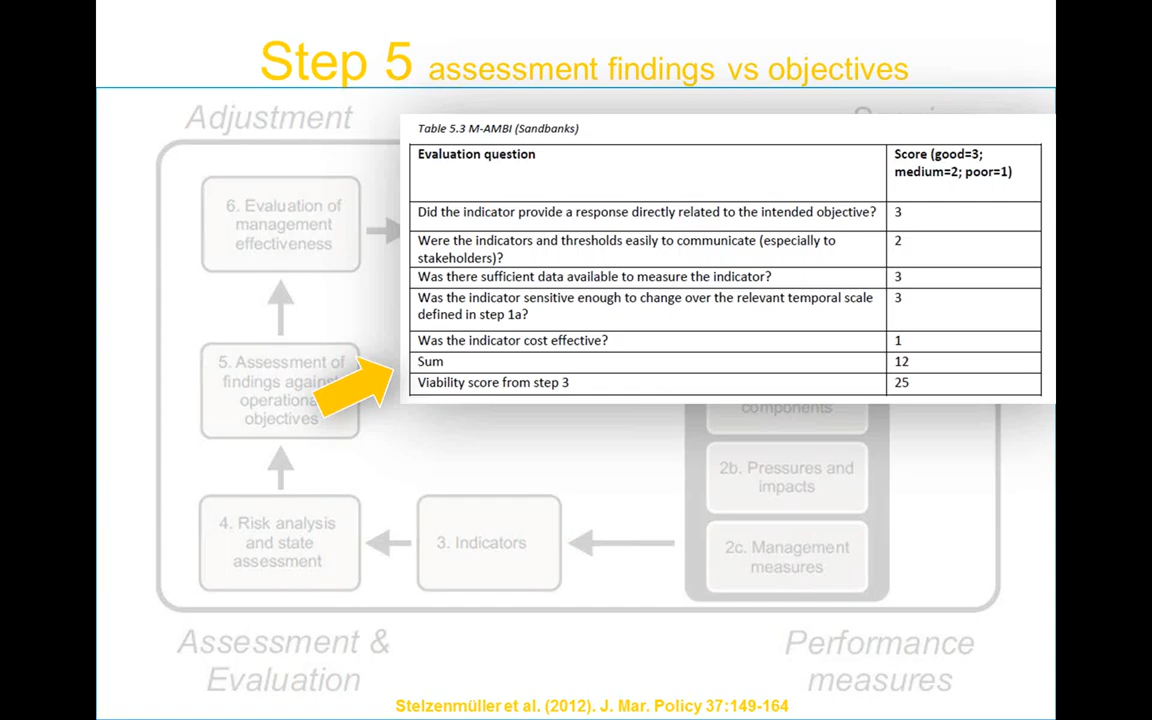 Step 5 assessment findings vs objectives
Adjustment
Table 5.3 M-AMBI (Sandbanks)
Evaluation question
Score (good=3;
medium=2; poor=1)
Did the indicator provide a response directly related to the intended objective?
3
Were the indicators and thresholds easily to communicate (especially to
stakeholders)?
2
Was there sufficient data available to measure the indicator?
3
Was the indicator sensitive enough to change over the relevant temporal scale
defined in step 1a?
3
Was the indicator cost effective?
1
Sum
12
Viability score from step 3
25
6. Evaluation of
management
effectiveness
5. Assessment of
findings against
operational
objectives
4. Risk analysis
and state
assessment
3. Indicators
components
2b. Pressures and
impacts
2c. Management
measures
Assessment &
Evaluation
Performance
measures
Stelzenmüller et al. (2012). J. Mar. Policy 37:149-164